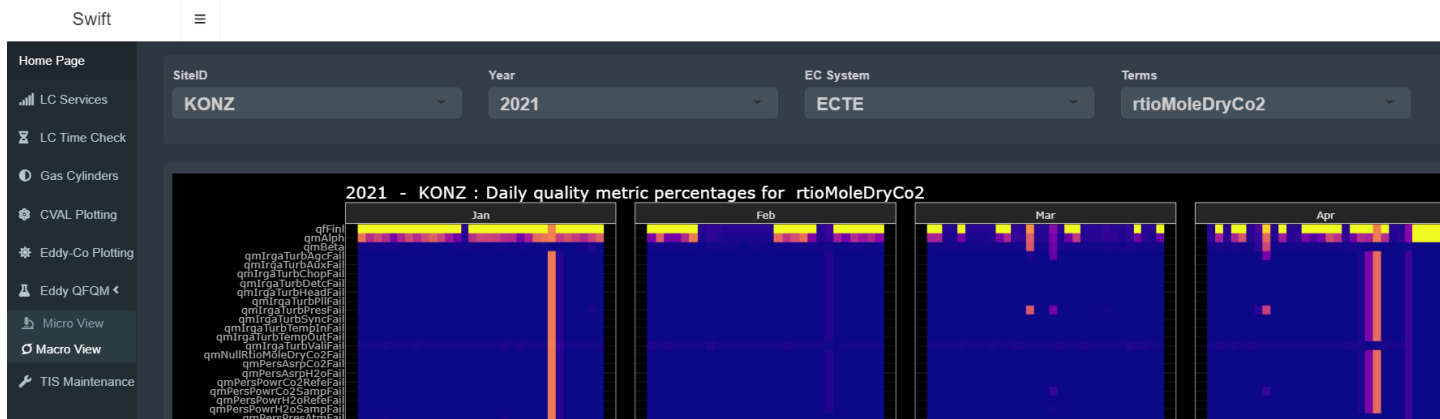 Swift
Home Page
SiteID
Year
EC System
Terms
LC Services
KONZ
2021
ECTE
rtioMoleDryCo2
LC Time Check
Gas Cylinders
2021 - KONZ : Daily quality metric percentages for rtioMoleDryCo2
CVAL Plotting
Jan
Feb
Mar
Apr
Eddy-Co Plotting
Eddy QFQM
Micro View
Macro View
TIS Maintenance
qfFinl
qmAlph
qmBeta
qmIrgaTurbAgcFail
qmIrgaTurbAuxFail
qmIrgaTurbChopFail
qmIrgaTurbDetcFail
qmIrgaTurbHeadFail
qmIrgaTurbPllFail
qmIrgaTurbPresFail
qmIrgaTurbSyncFail
qmIrgaTurbTempInFail
qmIrgaTurbTempOutFail
qmIrgaTurbValiFail
qmNullRtioMoleDryCo2Fail
qmPersAsrpCo2Fail
qmPersAsrpH2oFail
qmPersPowrCo2RefeFail
qmPersPowrCo2SampFail
qmPersPowrH2oRefeFail
qmPersPowrH2oSampFail
qmPersPresAtmFail